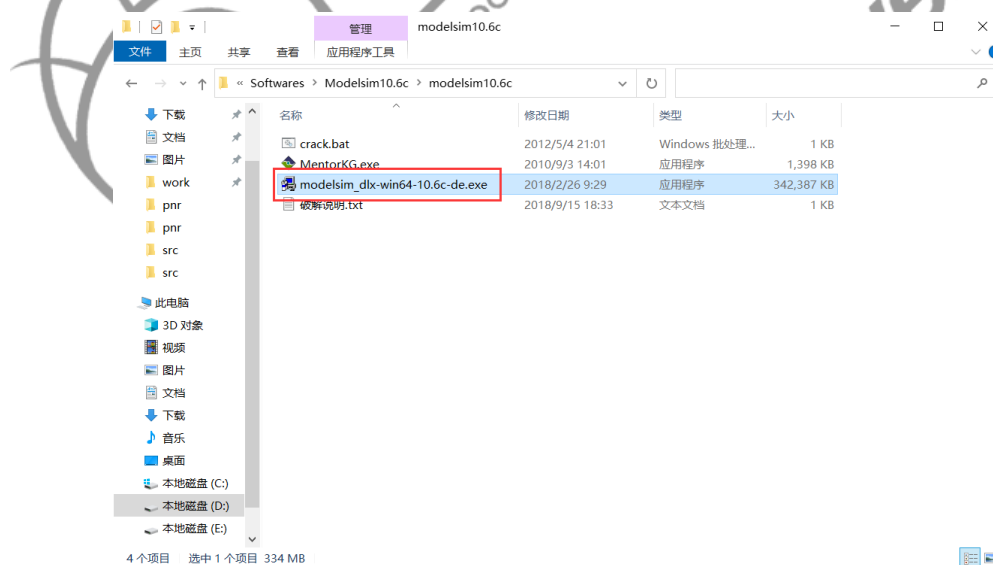 管理 modelsim10.6c
文件 主页 共享 查看 应用程序工具
« Softwares > Modelsim10.6c > modelsim10.6c
名称 修改日期 类型 大小
crack.bat 2012/5/4 21:01 Windows 批处理... 1 KB
MentorKG.exe 2010/9/3 14:01 应用程序 1,398 KB
modelsim_dlx-win64-10.6c-de.exe 2018/2/26 9:29 应用程序 342,387 KB
破解说明.txt 2018/9/15 18:33 文本文档 1 KB
下载
文档
图片
work
pnr
pnr
src
src
此电脑
3D 对象
视频
图片
文档
下载
音乐
桌面
本地磁盘 (C:)
本地磁盘 (D:)
本地磁盘 (E:)
4 个项目 选中 1 个项目 334 MB